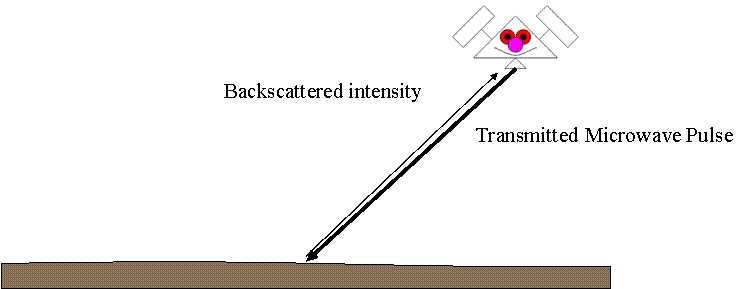 Backscattered intensity
Transmitted Microwave Pulse